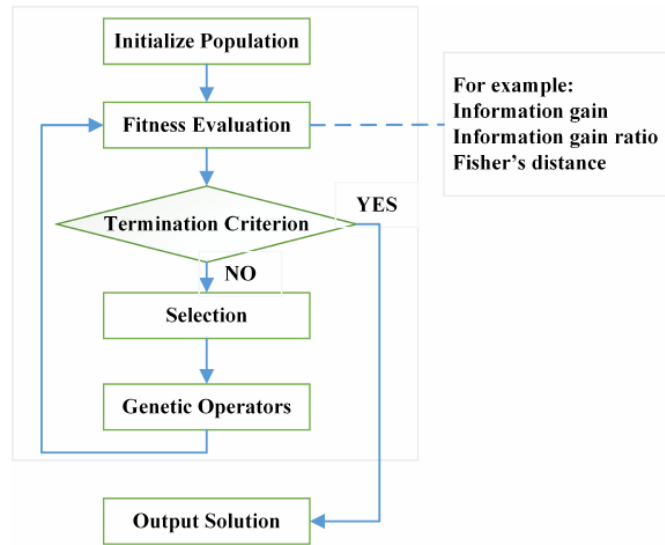 Initialize Population
Fitness Evaluation
For example:
Information gain
Information gain ratio
Fisher's distance
Termination Criterion
YES
NO
Selection
Genetic Operators
Output Solution